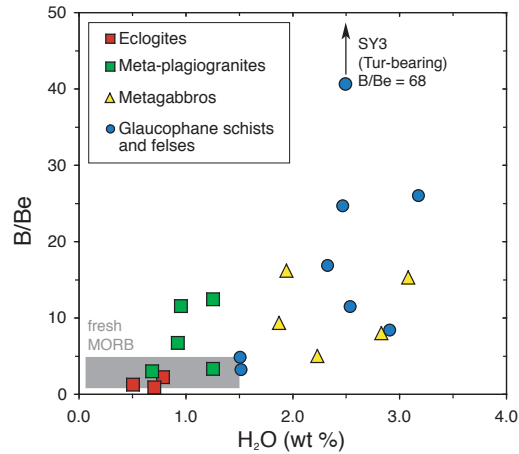 50
40
30
20
10
0
B/Be
Eclogites
Meta-plagiogranites
Metagabbros
Glaucophane schists
and felses
SY3
(Tur-bearing)
B/Be = 68
fresh
MORB
0.0 1.0 2.0 3.0 4.0
H₂O (wt %)